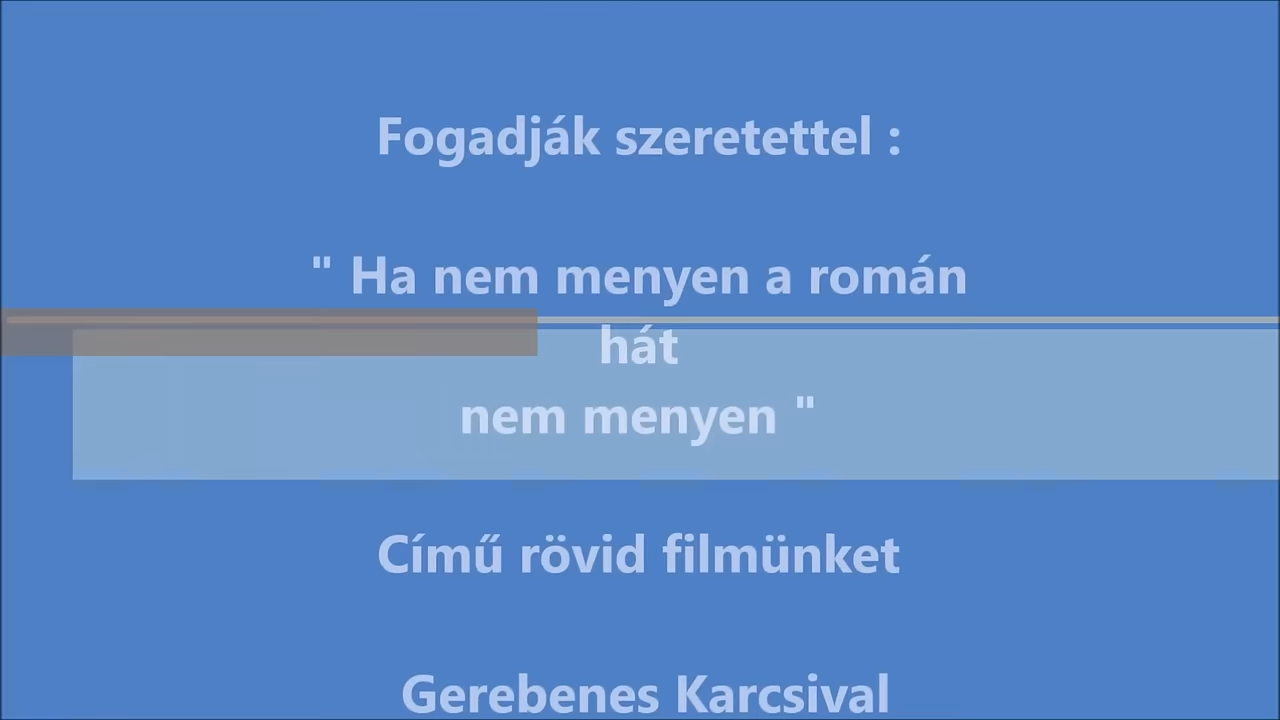 Fogadják szeretettel :
" Ha nem menyen a román
hát
nem menyen "
Című rövid filmünket
Gerebenes Karcsival